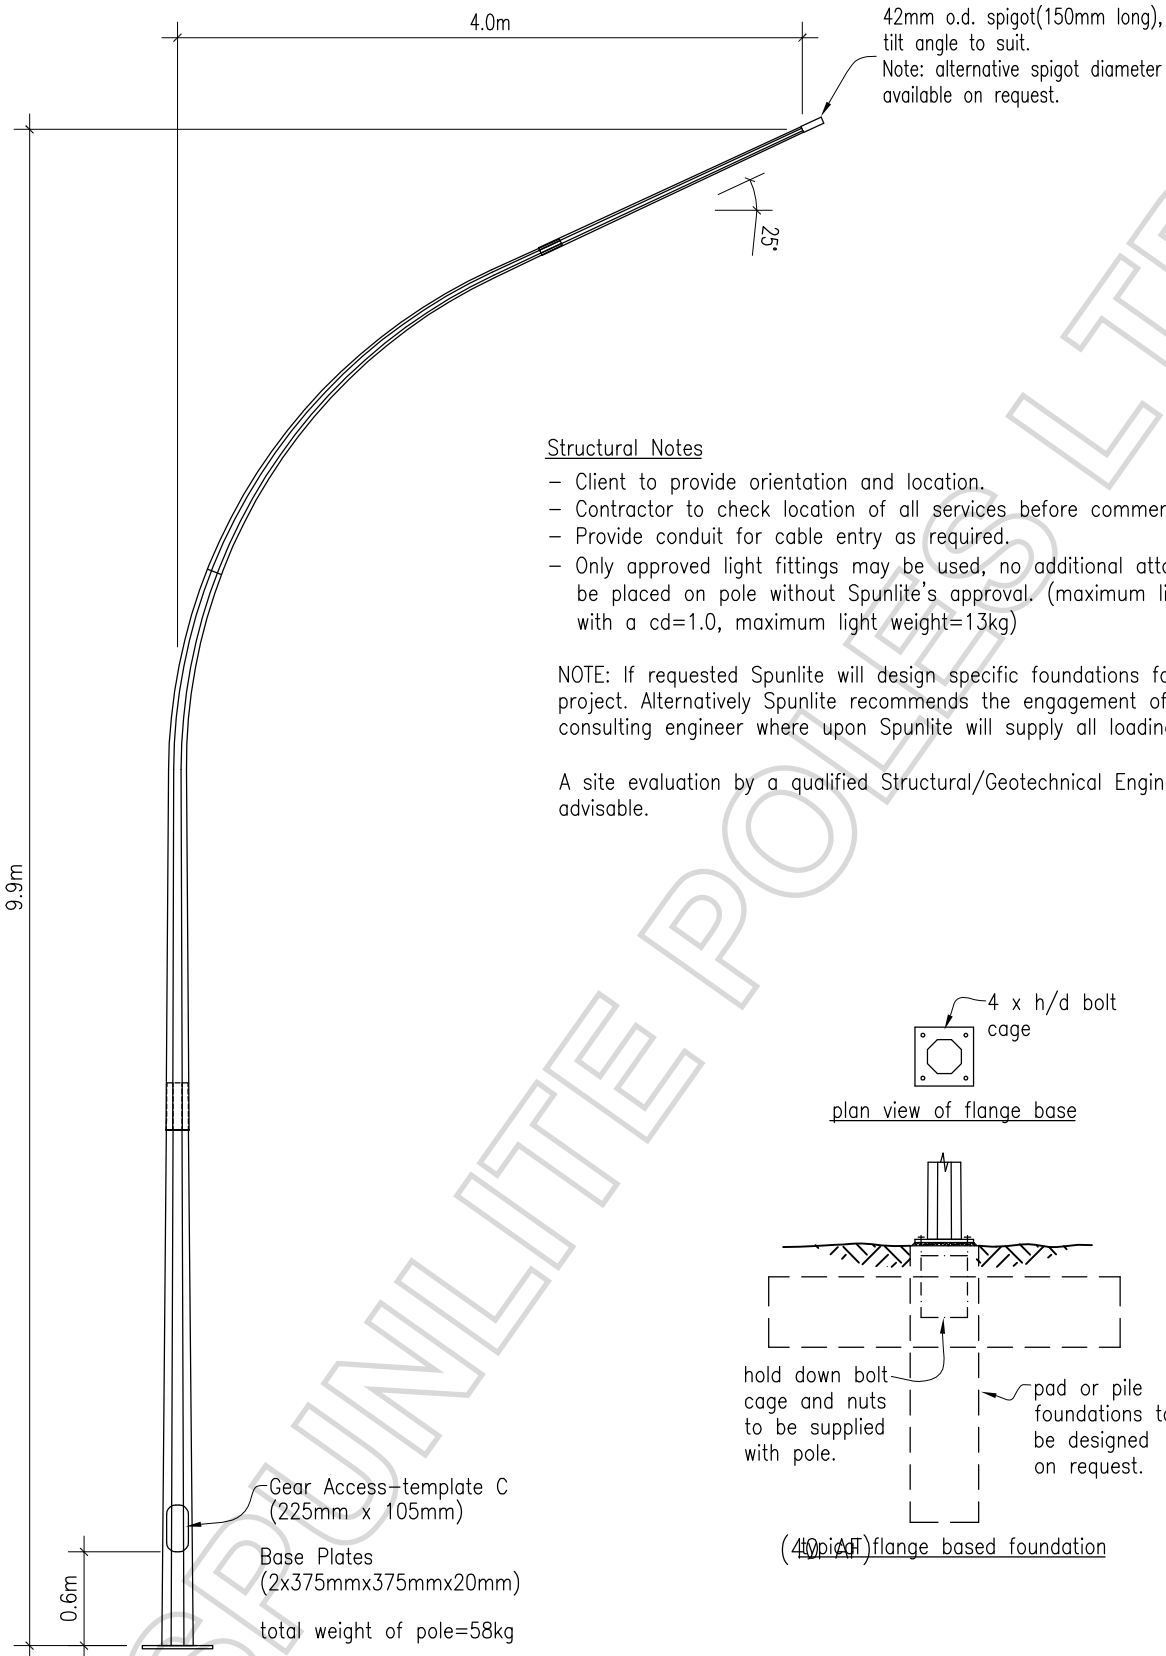 4.0m
42mm o.d. spigot(150mm long),
tilt angle to suit.
Note: alternative spigot diameter
available on request.
25°
Structural Notes
– Client to provide orientation and location.
– Contractor to check location of all services before
– Provide conduit for cable entry as required.
– Only approved light fittings may be used, no additional
be placed on pole without Spunlite's approval. (maximum
with a cd=1.0, maximum light weight=13kg)
NOTE: If requested Spunlite will design specific foundations
project. Alternatively Spunlite recommends the engagement of
consulting engineer where upon Spunlite will supply all
A site evaluation by a qualified Structural/Geotechnical
advisable.
9.9m
4 x h/d bolt
cage
plan view of flange base
hold down bolt
cage and nuts
to be supplied
with pole.
pad or pile
foundations
be designed
on request.
typical flange based foundation
Gear Access–template C
(225mm x 105mm)
Base Plates
(2x375mmx375mmx20mm)
0.6m
total weight of pole=58kg
SPUNLITE POLES